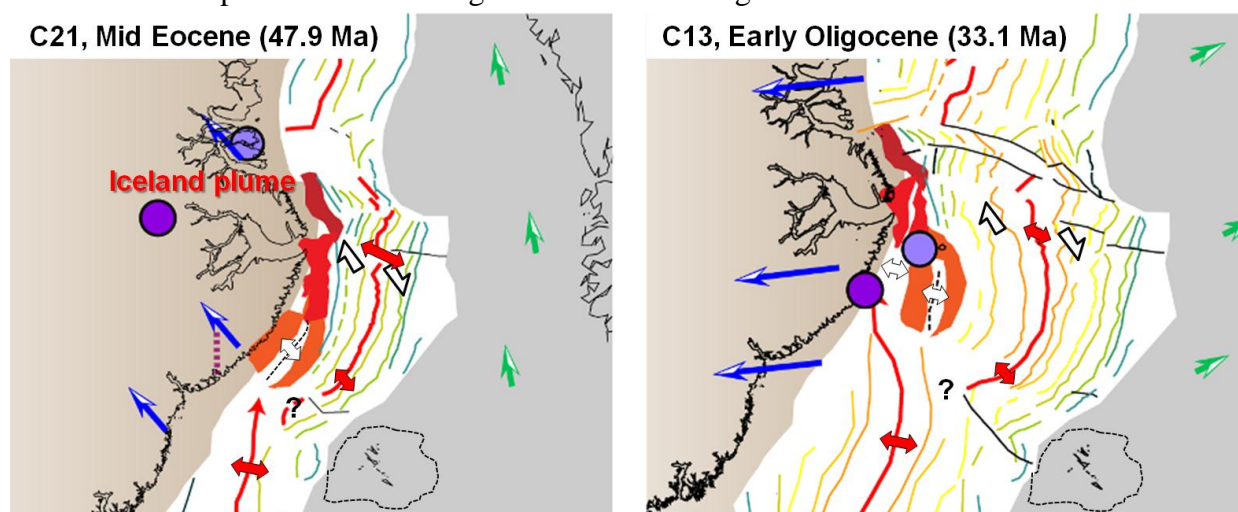 C21, Mid Eocene (47.9 Ma)
Iceland plume
?
C13, Early Oligocene (33.1 Ma)
?